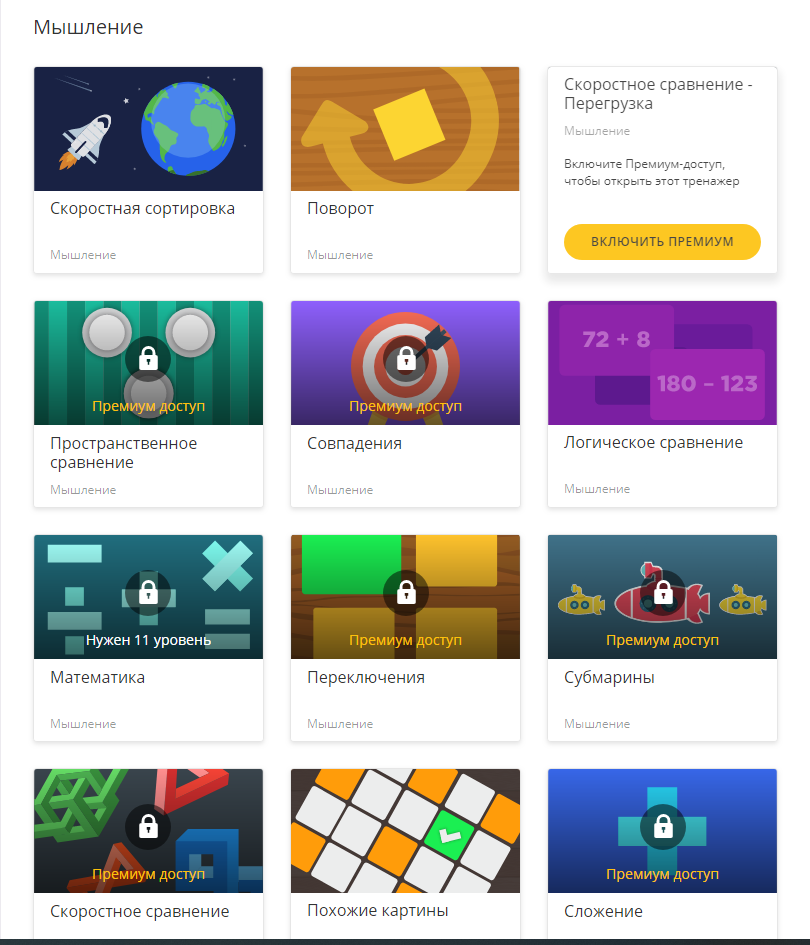 Мышление
Скоростная сортировка
Мышление
Поворот
Мышление
Скоростное сравнение -
Перегрузка
Мышление
Включите Премиум-доступ,
чтобы открыть этот тренажер
ВКЛЮЧИТЬ ПРЕМИУМ
Премиум доступ
Пространственное
сравнение
Мышление
Премиум доступ
Совпадения
Мышление
72 + 8
180 - 123
Логическое сравнение
Мышление
Нужен 11 уровень
Математика
Мышление
Премиум доступ
Переключения
Мышление
Премиум доступ
Субмарины
Мышление
Премиум доступ
Скоростное сравнение
Похожие картины
Премиум доступ
Сложение